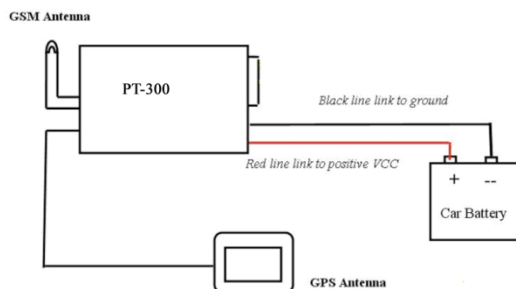 GSM Antenna
PT-300
Black line link to ground
Red line link to positive VCC
+ --
Car Battery
GPS Antenna